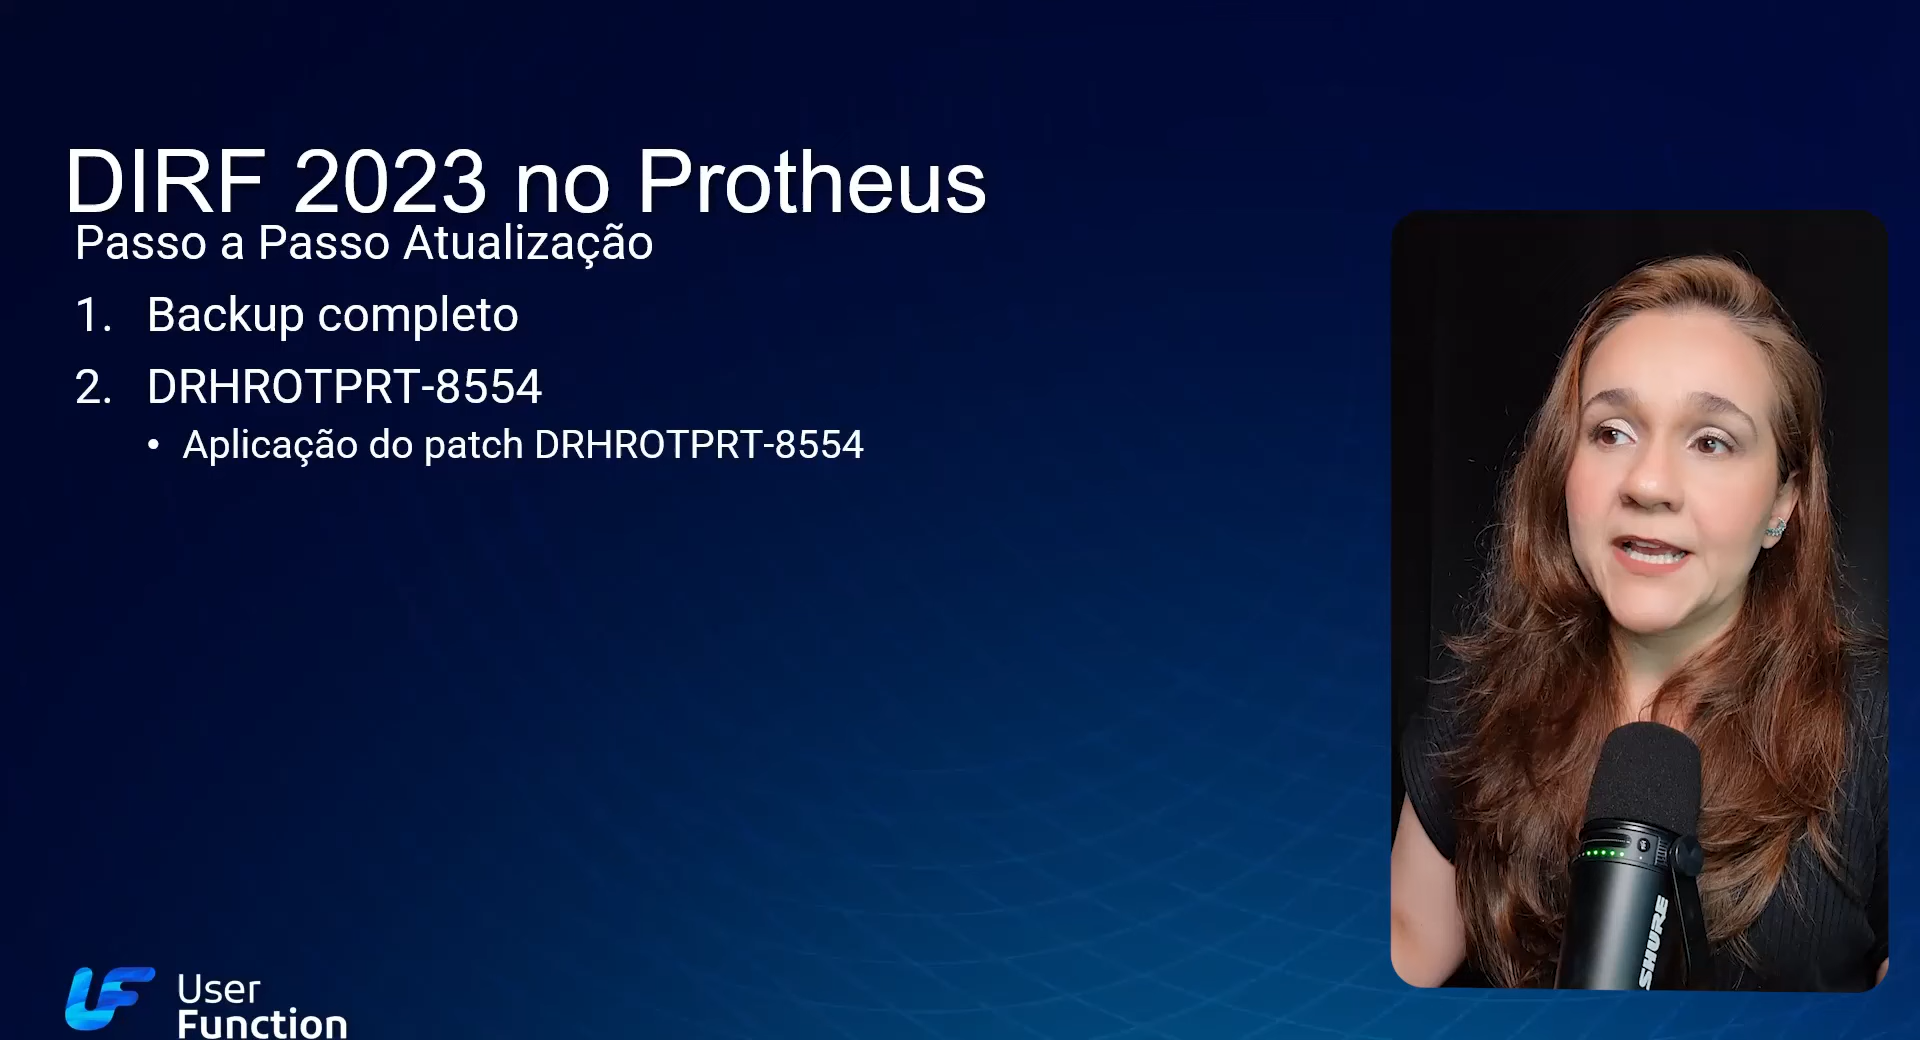 DIRF 2023 no Protheus
Passo a Passo Atualização
1. Backup completo
2. DRHROTPRT-8554
• Aplicação do patch DRHROTPRT-8554
SHURE
UF User
Function